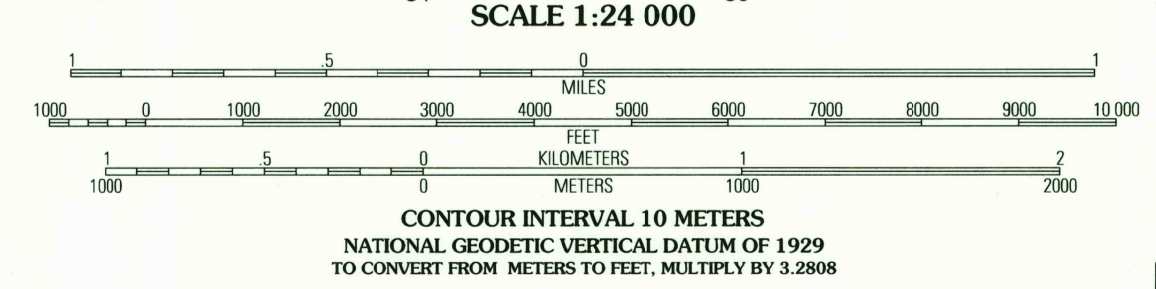 SCALE 1:24 000
1 .5 0 1
MILES
1000 0 1000 2000 3000 4000 5000 6000 7000 8000 9000 10 000
FEET
1 .5 0 KILOMETERS 1 2
1000 0 METERS 1000 2000
CONTOUR INTERVAL 10 METERS
NATIONAL GEODETIC VERTICAL DATUM OF 1929
TO CONVERT FROM METERS TO FEET, MULTIPLY BY 3.2808